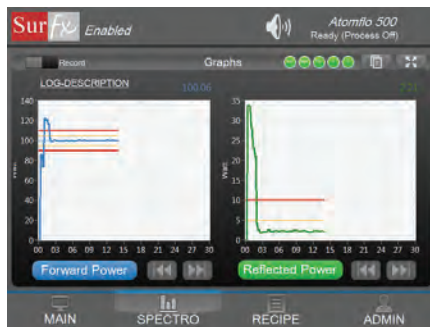 Surfx Enabled
Atomflo 500
Ready (Process Off)
Record
Graphs
LOG-DESCRIPTION
100.06
140
120
100
80
60
40
20
0
Watt
00 03 06 09 12 15 18 21 24 27 30
35
30
25
20
15
10
5
0
Watt
00 03 06 09 12 15 18 21 24 27 30
Forward Power
Reflected Power
MAIN
SPECTRO
RECIPE
ADMIN